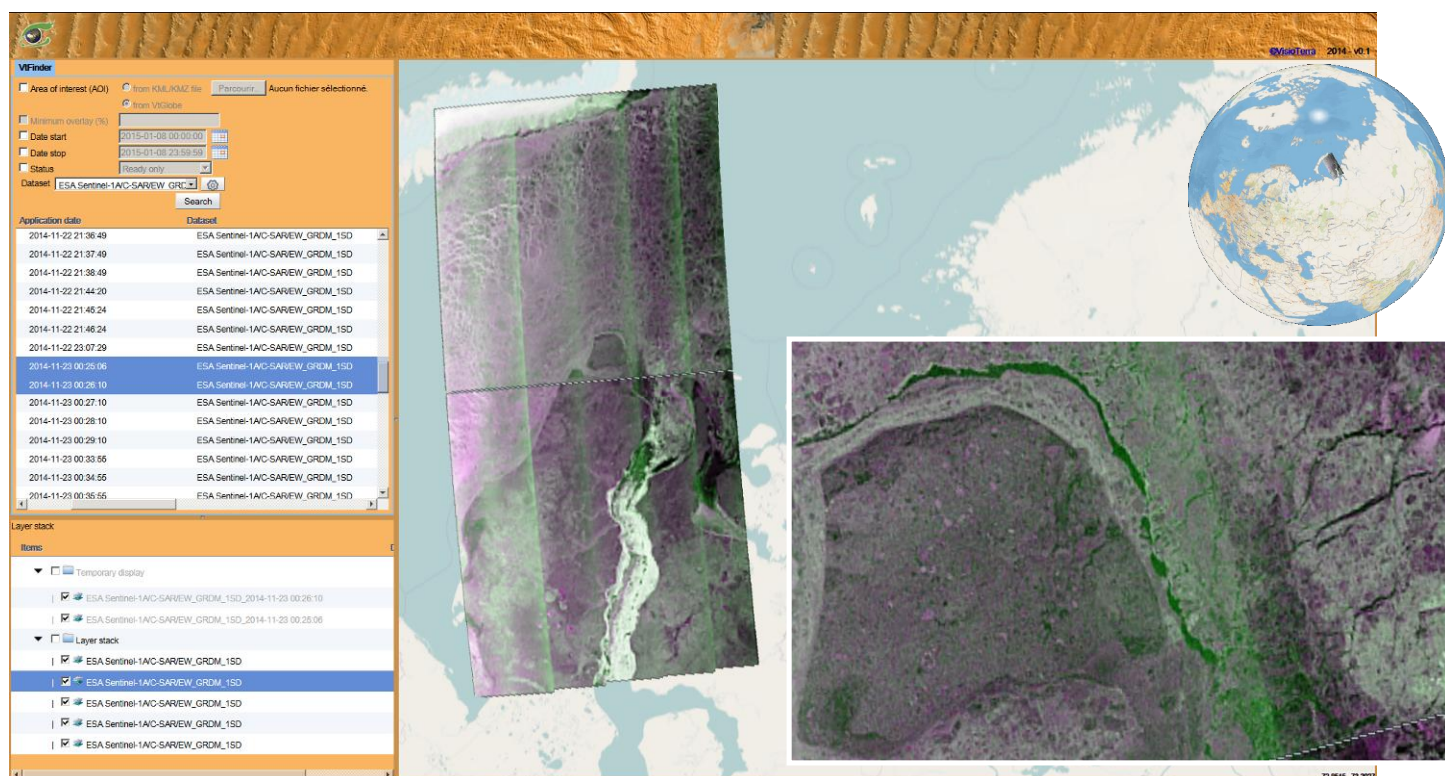 ©VisioTerra 2014 - v0.1
VtFinder
Area of interest (AOI) from KML/KMZ file Parcourir... Aucun fichier sélectionné.
from VtGlobe
Minimum overlay (%)
Date start 2015-01-08 00:00:00
Date stop 2015-01-08 23:59:59
Status Ready only
Dataset ESA Sentinel-1A/C-SAR/EW_GRD
Search
Application date Dataset
2014-11-22 21:36:49 ESA Sentinel-1A/C-SAR/EW_GRDM_1SD
2014-11-22 21:37:49 ESA Sentinel-1A/C-SAR/EW_GRDM_1SD
2014-11-22 21:38:49 ESA Sentinel-1A/C-SAR/EW_GRDM_1SD
2014-11-22 21:44:20 ESA Sentinel-1A/C-SAR/EW_GRDM_1SD
2014-11-22 21:45:24 ESA Sentinel-1A/C-SAR/EW_GRDM_1SD
2014-11-22 21:46:24 ESA Sentinel-1A/C-SAR/EW_GRDM_1SD
2014-11-22 23:07:29 ESA Sentinel-1A/C-SAR/EW_GRDM_1SD
2014-11-23 00:25:06 ESA Sentinel-1A/C-SAR/EW_GRDM_1SD
2014-11-23 00:26:10 ESA Sentinel-1A/C-SAR/EW_GRDM_1SD
2014-11-23 00:27:10 ESA Sentinel-1A/C-SAR/EW_GRDM_1SD
2014-11-23 00:28:10 ESA Sentinel-1A/C-SAR/EW_GRDM_1SD
2014-11-23 00:29:10 ESA Sentinel-1A/C-SAR/EW_GRDM_1SD
2014-11-23 00:33:55 ESA Sentinel-1A/C-SAR/EW_GRDM_1SD
2014-11-23 00:34:55 ESA Sentinel-1A/C-SAR/EW_GRDM_1SD
2014-11-23 00:35:55 ESA Sentinel-1A/C-SAR/EW_GRDM_1SD
Layer stack
Items D
Temporary display
ESA Sentinel-1A/C-SAR/EW_GRDM_1SD_2014-11-23 00:26:10
ESA Sentinel-1A/C-SAR/EW_GRDM_1SD_2014-11-23 00:25:06
Layer stack
ESA Sentinel-1A/C-SAR/EW_GRDM_1SD
ESA Sentinel-1A/C-SAR/EW_GRDM_1SD
ESA Sentinel-1A/C-SAR/EW_GRDM_1SD
ESA Sentinel-1A/C-SAR/EW_GRDM_1SD
ESA Sentinel-1A/C-SAR/EW_GRDM_1SD